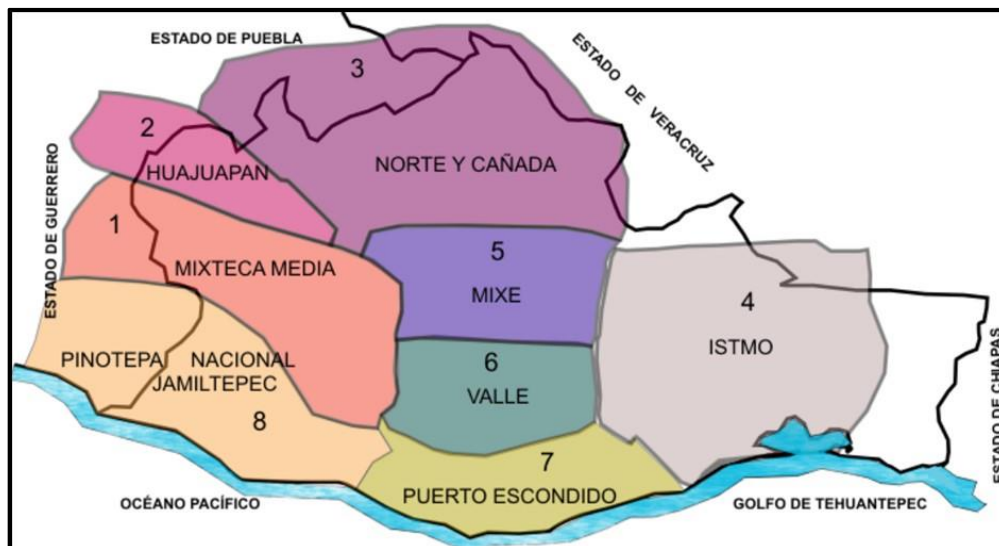 ESTADO DE PUEBLA
ESTADO DE VERACRUZ
3
2
HUAJUAPAN
NORTE Y CAÑADA
ESTADO DE GUERRERO
1
MIXTECA MEDIA
5
MIXE
4
ISTMO
PINOTEPA NACIONAL
JAMILTEPEC
8
6
VALLE
7
PUERTO ESCONDIDO
OCÉANO PACÍFICO
GOLFO DE TEHUANTEPEC
ESTADO DE CHIAPAS